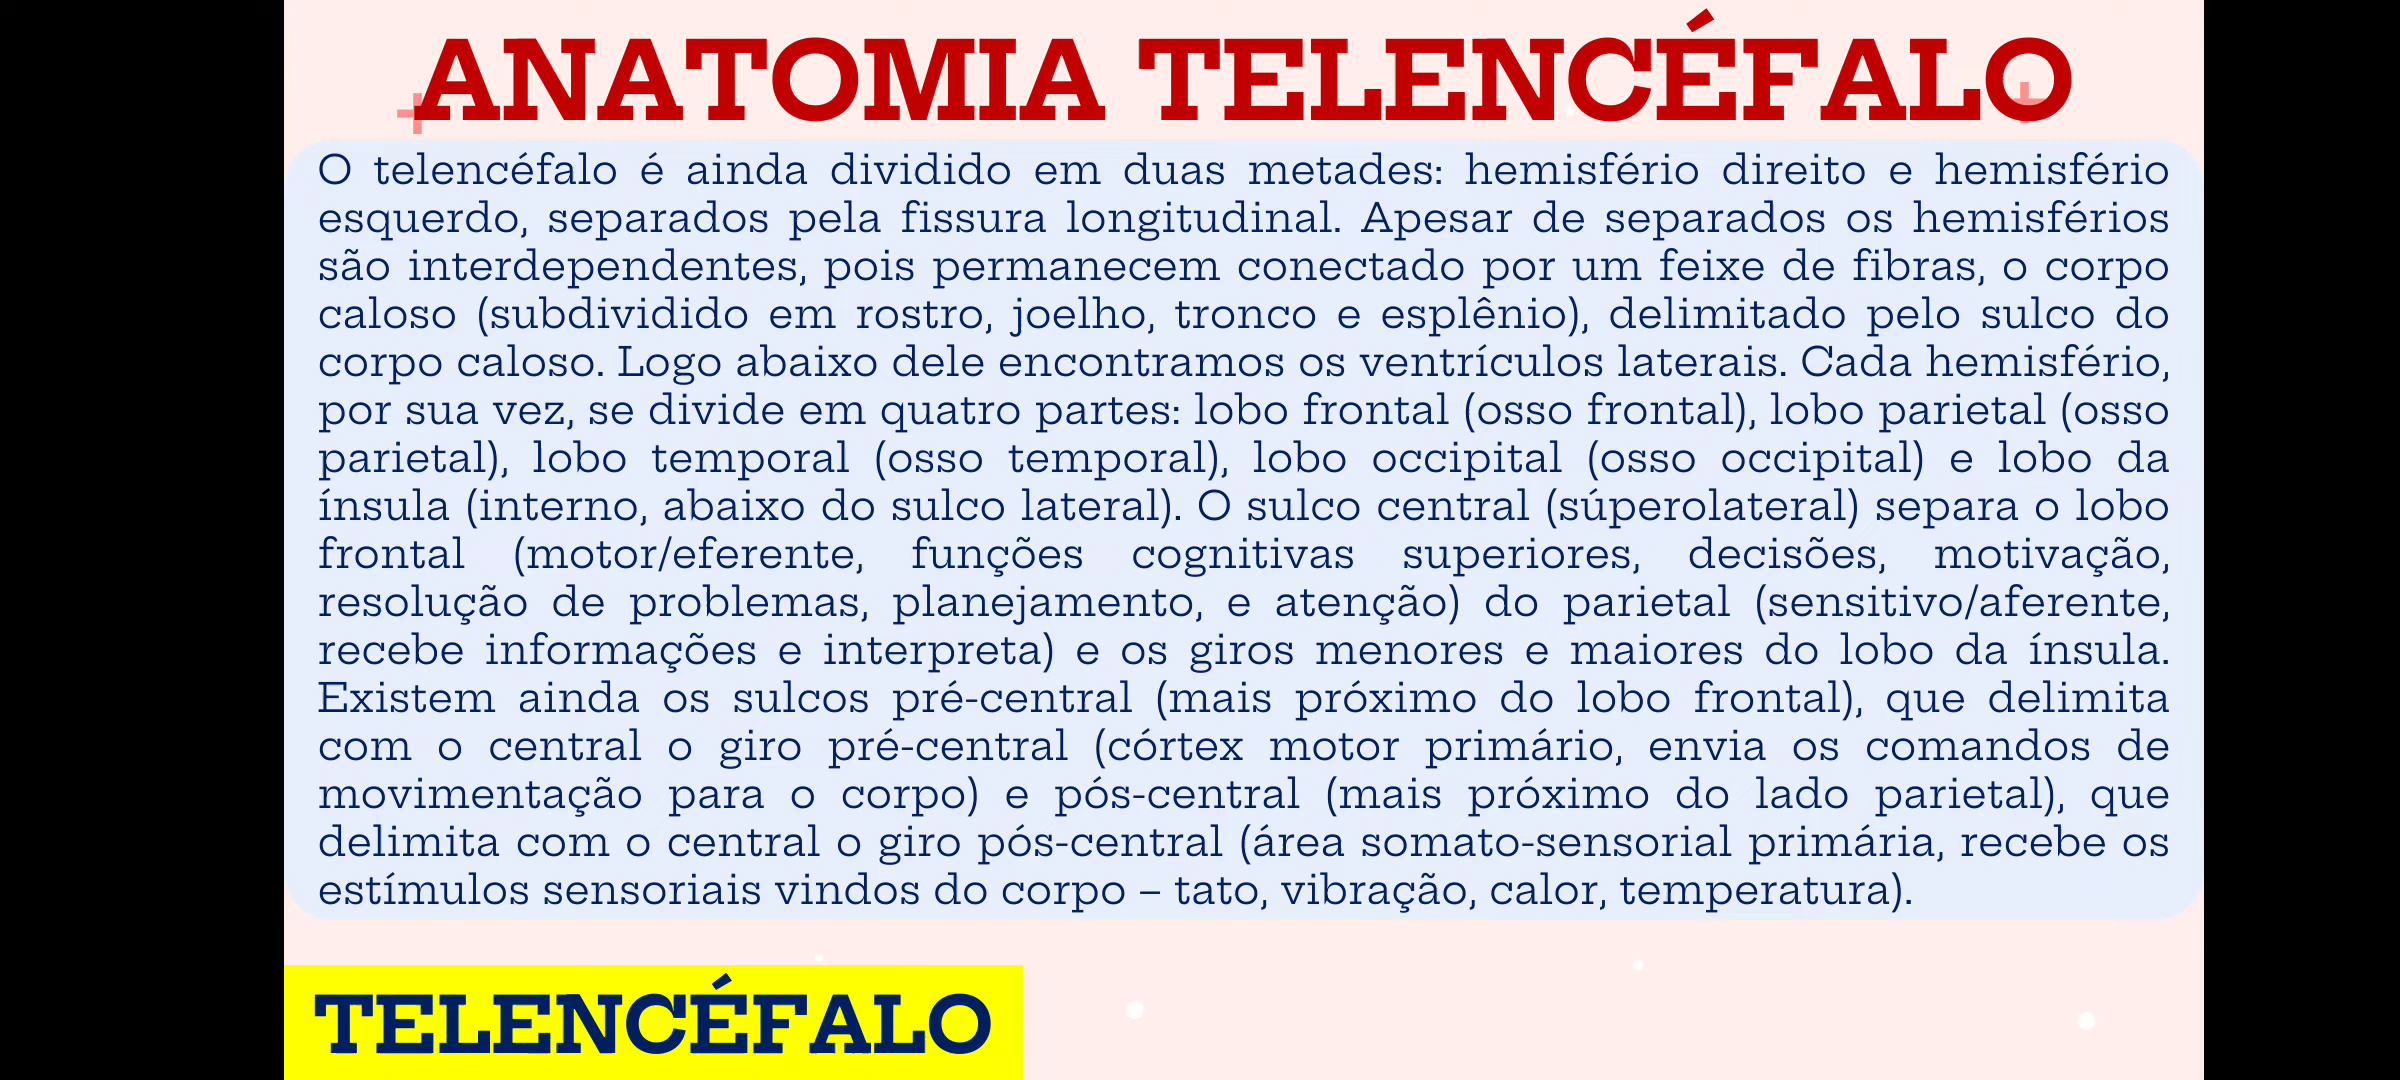 ANATOMIA TELENCÉFALO
O telencéfalo é ainda dividido em duas metades: hemisfério direito e hemisfério
esquerdo, separados pela fissura longitudinal. Apesar de separados os hemisférios
são interdependentes, pois permanecem conectado por um feixe de fibras, o corpo
caloso (subdividido em rostro, joelho, tronco e esplênio), delimitado pelo sulco do
corpo caloso. Logo abaixo dele encontramos os ventrículos laterais. Cada hemisfério,
por sua vez, se divide em quatro partes: lobo frontal (osso frontal), lobo parietal (osso
parietal), lobo temporal (osso temporal), lobo occipital (osso occipital) e lobo da
ínsula (interno, abaixo do sulco lateral). O sulco central (súperolateral) separa o lobo
frontal (motor/eferente, funções cognitivas superiores, decisões, motivação,
resolução de problemas, planejamento, e atenção) do parietal (sensitivo/aferente,
recebe informações e interpreta) e os giros menores e maiores do lobo da ínsula.
Existem ainda os sulcos pré-central (mais próximo do lobo frontal), que delimita
com o central o giro pré-central (córtex motor primário, envia os comandos de
movimentação para o corpo) e pós-central (mais próximo do lado parietal), que
delimita com o central o giro pós-central (área somato-sensorial primária, recebe os
estímulos sensoriais vindos do corpo – tato, vibração, calor, temperatura).
TELENCÉFALO